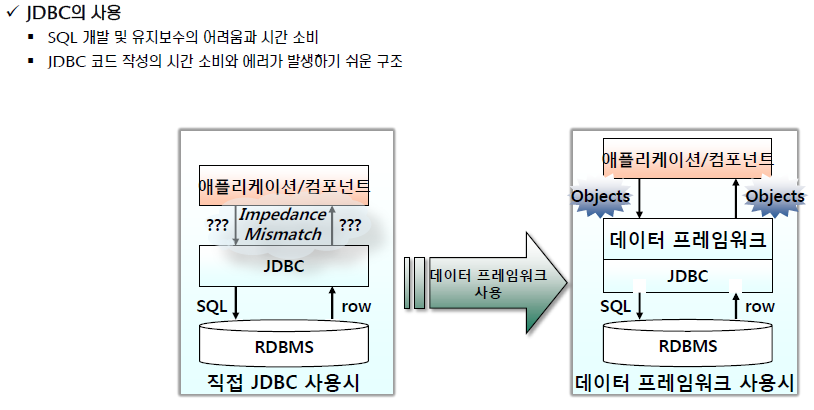 ✓ JDBC의 사용
▪ SQL 개발 및 유지보수의 어려움과 시간 소비
▪ JDBC 코드 작성의 시간 소비와 에러가 발생하기 쉬운 구조
애플리케이션/컴포넌트
???
Impedance
Mismatch
???
JDBC
SQL
row
RDBMS
직접 JDBC 사용시
데이터 프레임워크
사용
애플리케이션/컴포넌트
Objects
Objects
데이터 프레임워크
JDBC
SQL
row
RDBMS
데이터 프레임워크 사용시